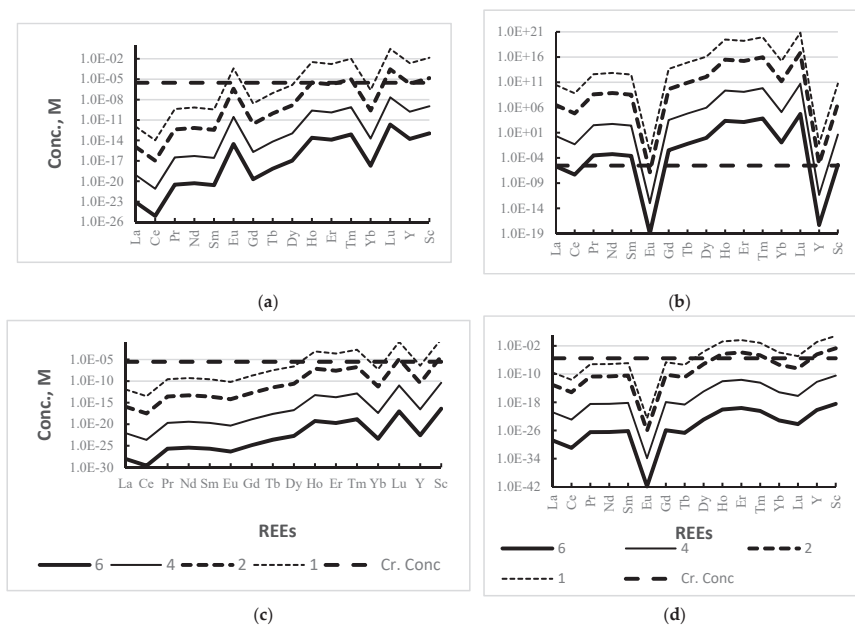 Conc., M
1.0E-02
1.0E-05
1.0E-08
1.0E-11
1.0E-14
1.0E-17
1.0E-20
1.0E-23
1.0E-26
La Ce Pr Nd Sm Eu Gd Tb Dy Ho Er Tm Yb Lu Y Sc
(a)
1.0E+21
1.0E+16
1.0E+11
1.0E+06
1.0E+01
1.0E-04
1.0E-09
1.0E-14
1.0E-19
La Ce Pr Nd Sm Eu Gd Tb Dy Ho Er Tm Yb Lu Y Sc
(b)
Conc., M
1.0E-05
1.0E-10
1.0E-15
1.0E-20
1.0E-25
1.0E-30
La Ce Pr Nd Sm Eu Gd Tb Dy Ho Er Tm Yb Lu Y Sc
REEs
6 4 2 1 Cr. Conc
(c)
1.0E-02
1.0E-10
1.0E-18
1.0E-26
1.0E-34
1.0E-42
La Ce Pr Nd Sm Eu Gd Tb Dy Ho Er Tm Yb Lu Y Sc
REEs
6 4 2
1 Cr. Conc
(d)